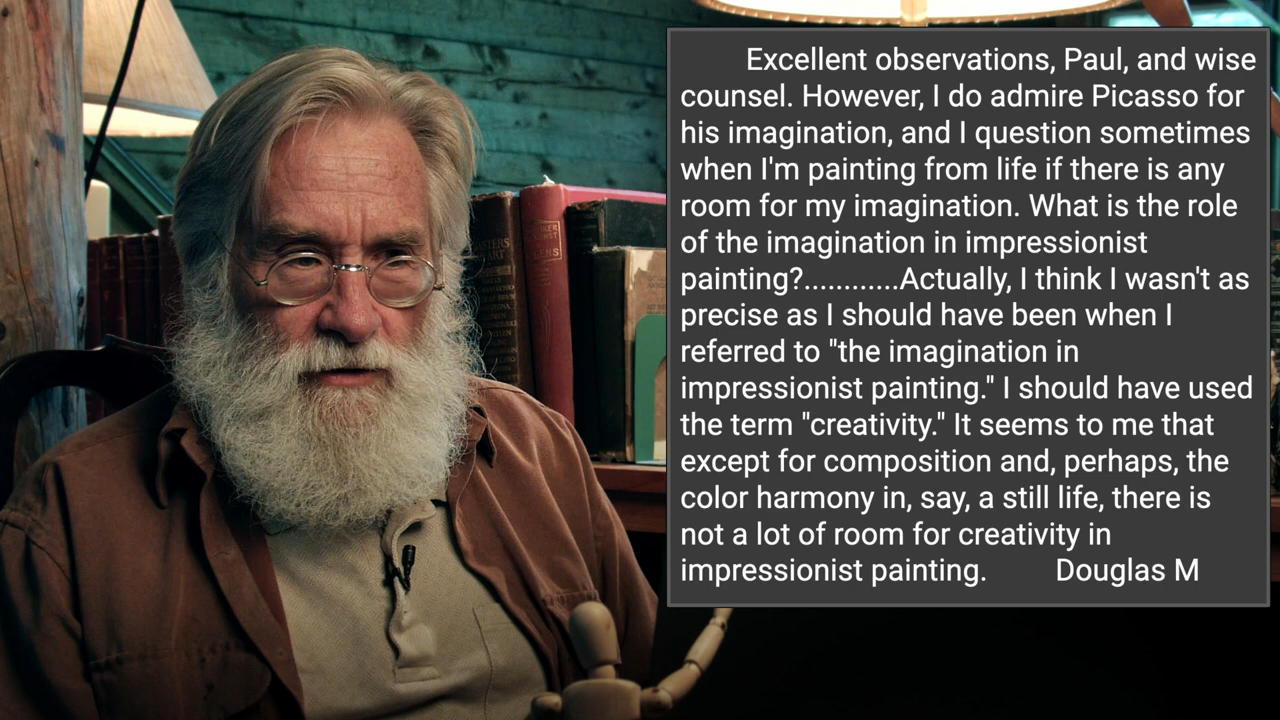 Excellent observations, Paul, and wise
counsel. However, I do admire Picasso for
his imagination, and I question sometimes
when I'm painting from life if there is any
room for my imagination. What is the role
of the imagination in impressionist
painting?............Actually, I think I wasn't as
precise as I should have been when I
referred to "the imagination in
impressionist painting." I should have used
the term "creativity." It seems to me that
except for composition and, perhaps, the
color harmony in, say, a still life, there is
not a lot of room for creativity in
impressionist painting. Douglas M